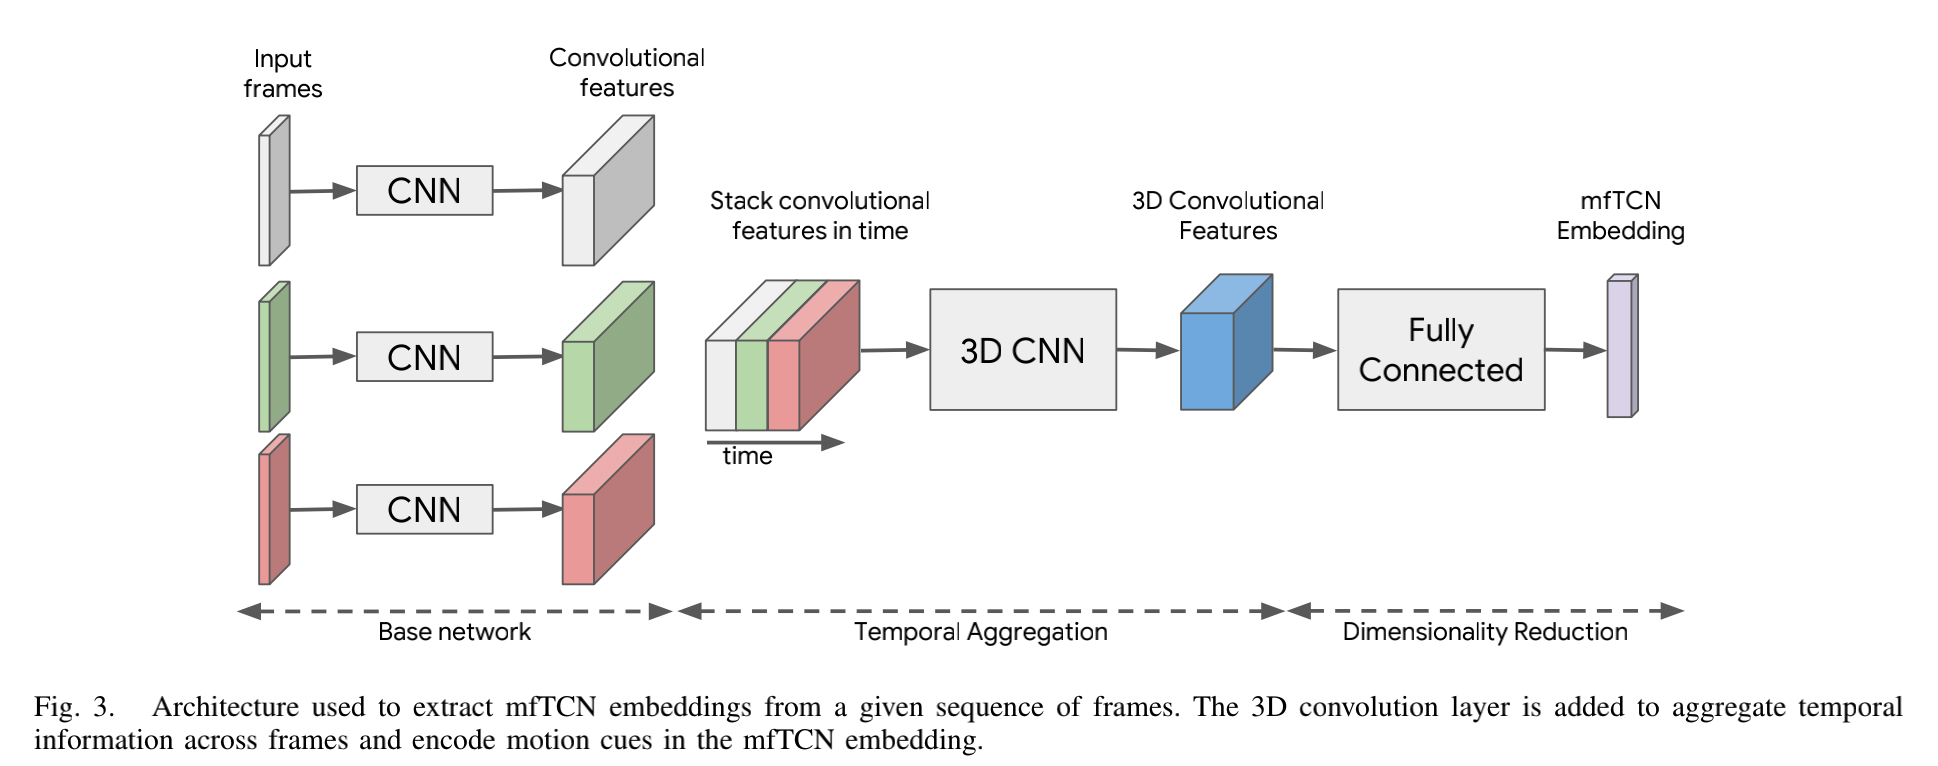 Input
frames
Convolutional
features
CNN
CNN
CNN
Stack convolutional
features in time
time
3D CNN
3D Convolutional
Features
Fully
Connected
mfTCN
Embedding
Base network
Temporal Aggregation
Dimensionality Reduction
Fig. 3. Architecture used to extract mfTCN embeddings from a given sequence of frames. The 3D convolution layer is added to aggregate temporal
information across frames and encode motion cues in the mfTCN embedding.